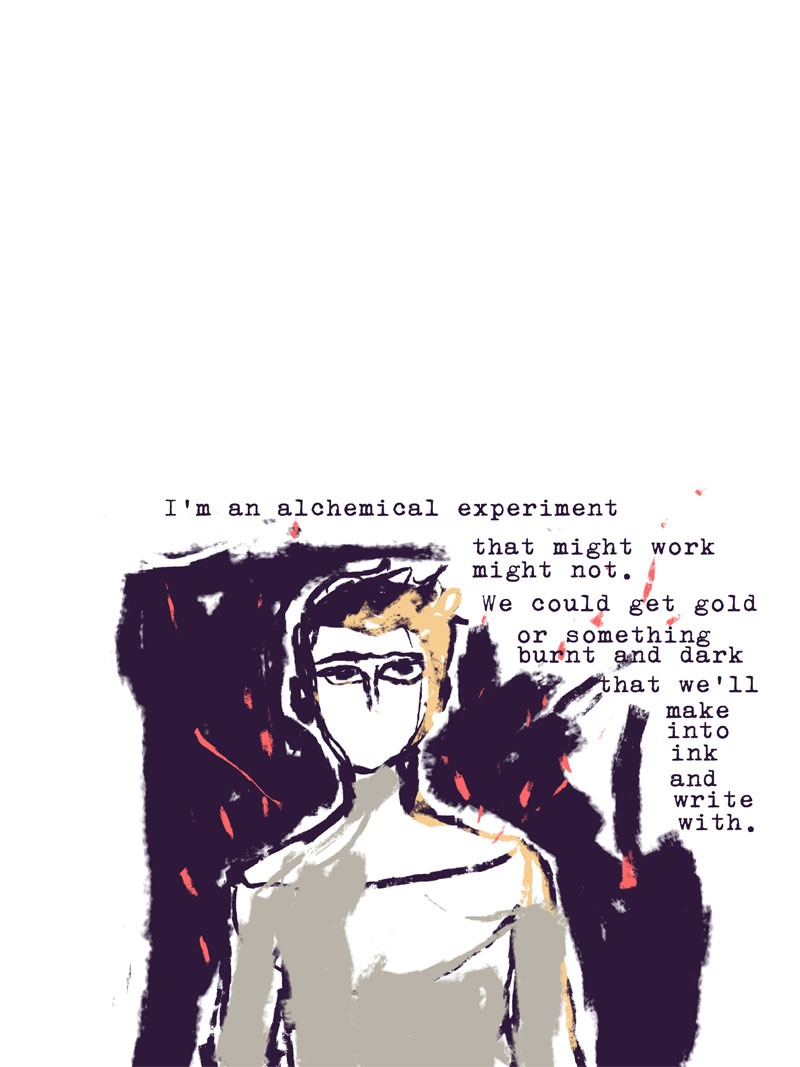 I'm an alchemical experiment
that might work
might not.
We could get gold
or something
burnt and dark
that we'll
make
into
ink
and
write
with.